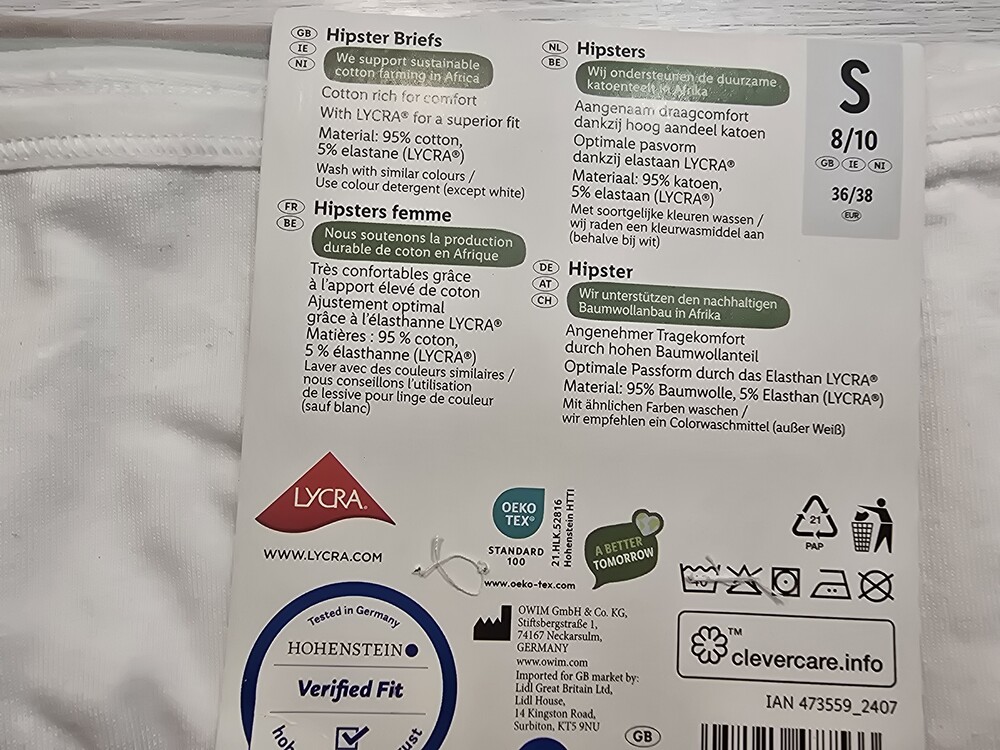 GB
IE
NI
Hipster Briefs
We support sustainable
cotton farming in Africa
Cotton rich for comfort
With LYCRA® for a superior fit
Material: 95% cotton,
5% elastane (LYCRA®)
Wash with similar colours /
Use colour detergent (except white)
FR
BE
Hipsters femme
Nous soutenons la production
durable de coton en Afrique
Très confortables grâce
à l'apport élevé de coton
Ajustement optimal
grâce à l'élasthanne LYCRA®
Matières : 95 % coton,
5 % élasthanne (LYCRA®)
Laver avec des couleurs similaires /
nous conseillons l'utilisation
de lessive pour linge de couleur
(sauf blanc)
NL
BE
Hipsters
Wij ondersteunen de duurzame
katoenteelt in Afrika
Aangenaam draagcomfort
dankzij hoog aandeel katoen
Optimale pasvorm
dankzij elastaan LYCRA®
Materiaal: 95% katoen,
5% elastaan (LYCRA®)
Met soortgelijke kleuren wassen /
wij raden een kleurwasmiddel aan
(behalve bij wit)
DE
AT
CH
Hipster
Wir unterstützen den nachhaltigen
Baumwollanbau in Afrika
Angenehmer Tragekomfort
durch hohen Baumwollanteil
Optimale Passform durch das Elasthan LYCRA®
Material: 95% Baumwolle, 5% Elasthan (LYCRA®)
Mit ähnlichen Farben waschen /
wir empfehlen ein Colorwaschmittel (außer Weiß)
S
8/10
GB IE NI
36/38
EUR
LYCRA®
WWW.LYCRA.COM
OEKO
TEX®
STANDARD
100
21.HLK.52816
Hohenstein HTTI
www.oeko-tex.com
A BETTER
TOMORROW
21
PAP
40
Tested in Germany
HOHENSTEIN
Verified Fit
OWIM GmbH & Co. KG,
Stiftsbergstraße 1,
74167 Neckarsulm,
GERMANY
www.owim.com
Imported for GB market by:
Lidl Great Britain Ltd,
Lidl House,
14 Kingston Road,
Surbiton, KT5 9NU
GB
™
clevercare.info
IAN 473559_2407